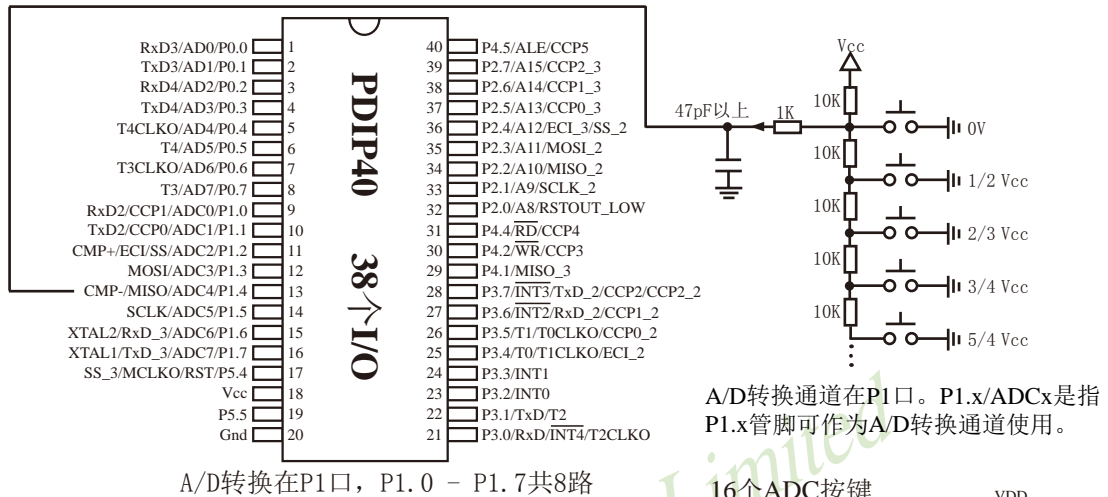 RxD3/AD0/P0.0 1
TxD3/AD1/P0.1 2
RxD4/AD2/P0.2 3
TxD4/AD3/P0.3 4
T4CLKO/AD4/P0.4 5
T4/AD5/P0.5 6
T3CLKO/AD6/P0.6 7
T3/AD7/P0.7 8
RxD2/CCP1/ADC0/P1.0 9
TxD2/CCP0/ADC1/P1.1 10
CMP+/ECI/SS/ADC2/P1.2 11
MOSI/ADC3/P1.3 12
CMP-/MISO/ADC4/P1.4 13
SCLK/ADC5/P1.5 14
XTAL2/RxD_3/ADC6/P1.6 15
XTAL1/TxD_3/ADC7/P1.7 16
SS_3/MCLKO/RST/P5.4 17
Vcc 18
P5.5 19
Gnd 20
PDIP40 38个I/O
40 P4.5/ALE/CCP5
39 P2.7/A15/CCP2_3
38 P2.6/A14/CCP1_3
37 P2.5/A13/CCP0_3
36 P2.4/A12/ECI_3/SS_2
35 P2.3/A11/MOSI_2
34 P2.2/A10/MISO_2
33 P2.1/A9/SCLK_2
32 P2.0/A8/RSTOUT_LOW
31 P4.4/RD/CCP4
30 P4.2/WR/CCP3
29 P4.1/MISO_3
28 P3.7/INT3/TxD_2/CCP2/CCP2_2
27 P3.6/INT2/RxD_2/CCP1_2
26 P3.5/T1/T0CLKO/CCP0_2
25 P3.4/T0/T1CLKO/ECI_2
24 P3.3/INT1
23 P3.2/INT0
22 P3.1/TxD/T2
21 P3.0/RxD/INT4/T2CLKO
A/D转换在P1口，P1.0 - P1.7共8路
47pF以上
1K
Vcc
10K
0V
10K
1/2 Vcc
10K
2/3 Vcc
10K
3/4 Vcc
10K
5/4 Vcc
A/D转换通道在P1口。P1.x/ADCx是指
P1.x管脚可作为A/D转换通道使用。
Limited
16个ADC按键
VDD